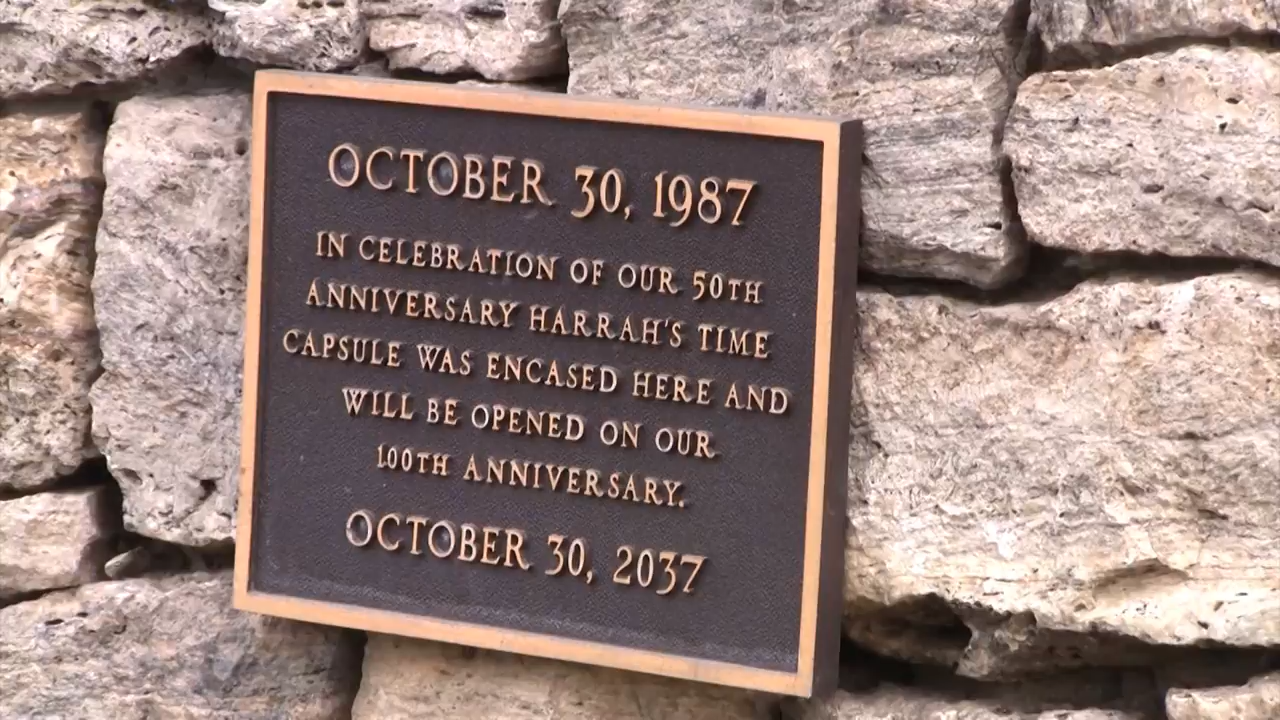 OCTOBER 30, 1987
IN CELEBRATION OF OUR 50TH
ANNIVERSARY HARRAH'S TIME
CAPSULE WAS ENCASED HERE AND
WILL BE OPENED ON OUR
100TH ANNIVERSARY.
OCTOBER 30, 2037